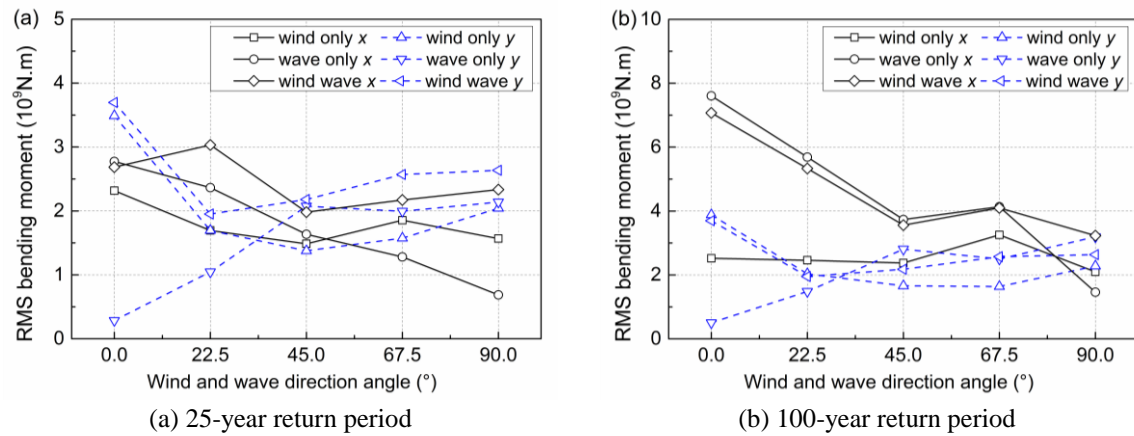 (a)
RMS bending moment (10⁹N.m)
5
4
3
2
1
0
wind only x
wave only x
wind wave x
wind only y
wave only y
wind wave y
0.0 22.5 45.0 67.5 90.0
Wind and wave direction angle (°)
(a) 25-year return period
(b)
RMS bending moment (10⁹N.m)
10
8
6
4
2
0
wind only x
wave only x
wind wave x
wind only y
wave only y
wind wave y
0.0 22.5 45.0 67.5 90.0
Wind and wave direction angle (°)
(b) 100-year return period